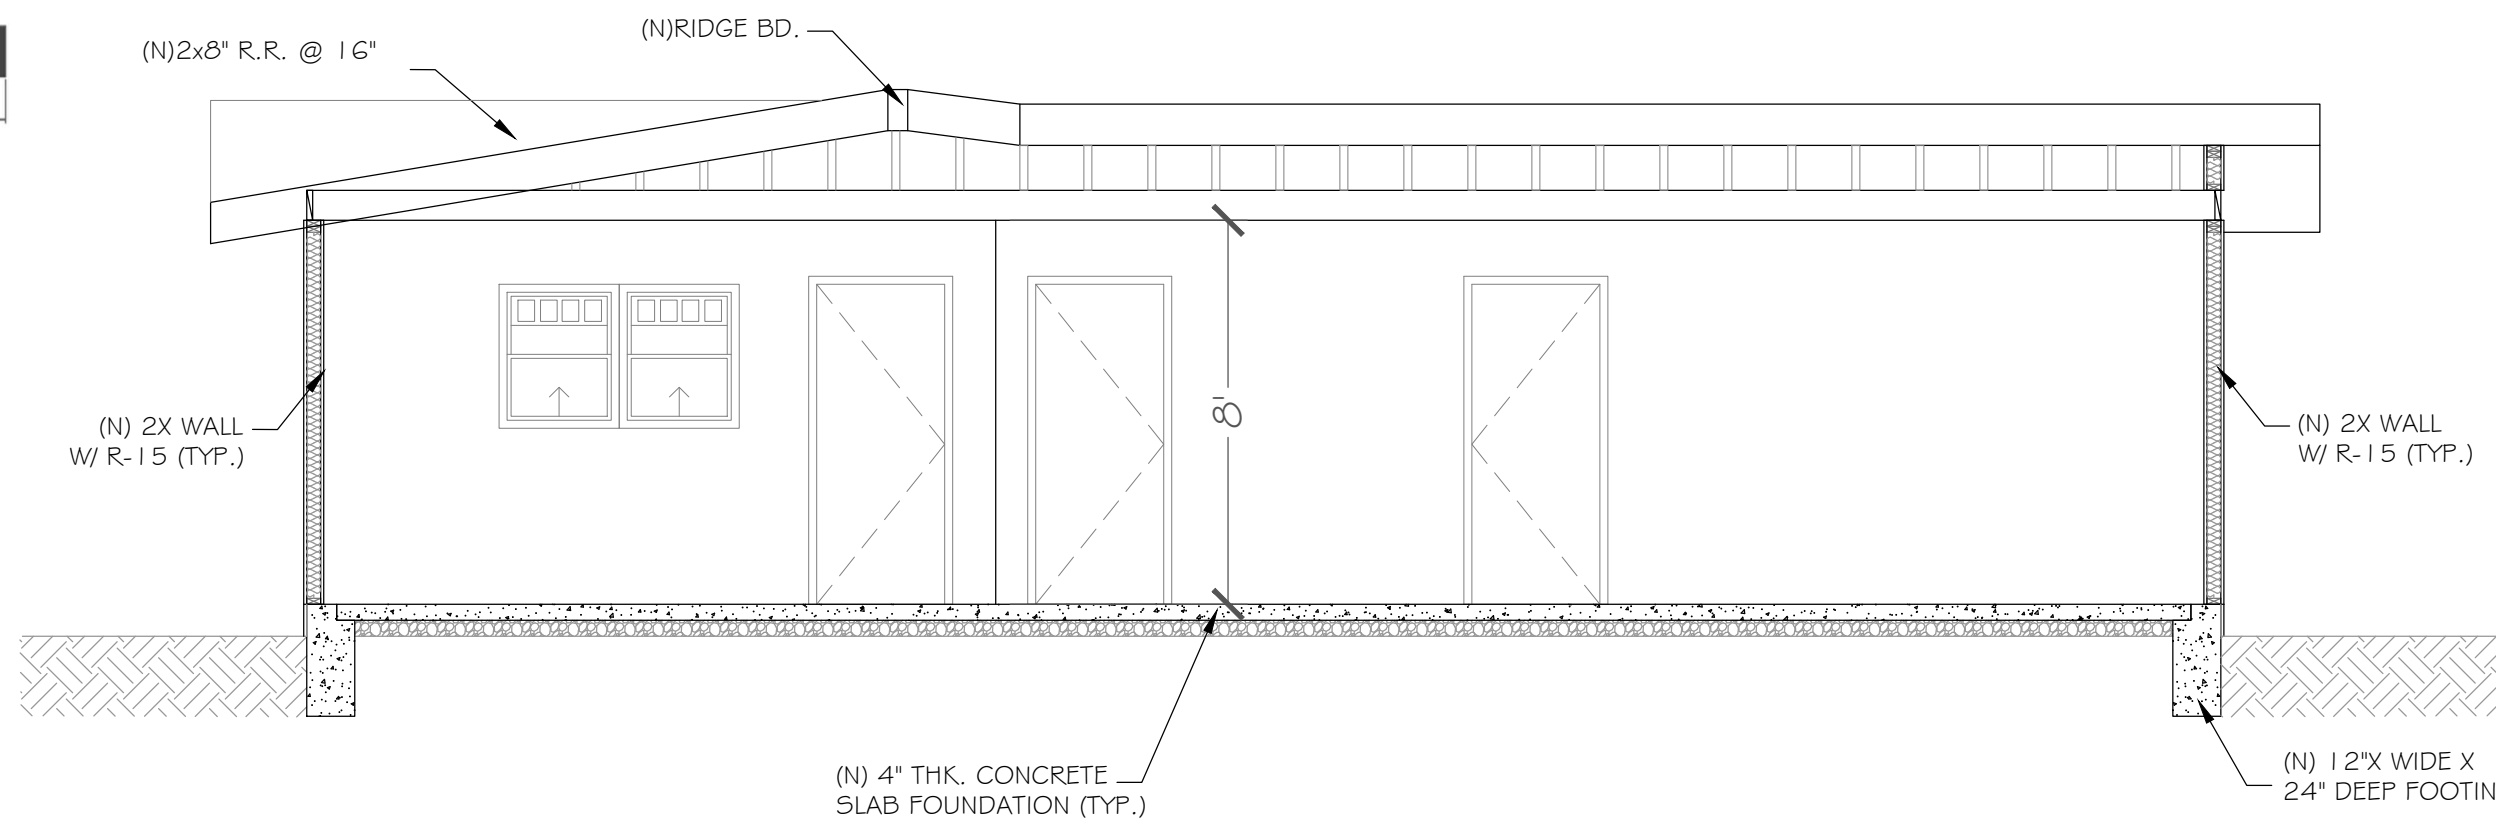 (N)RIDGE BD.
(N)2x8" R.R. @ 16"
8'
(N) 2X WALL
W/ R-15 (TYP.)
(N) 2X WALL
W/ R-15 (TYP.)
(N) 4" THK. CONCRETE
SLAB FOUNDATION (TYP.)
(N) 12"X WIDE X
24" DEEP FOOTIN